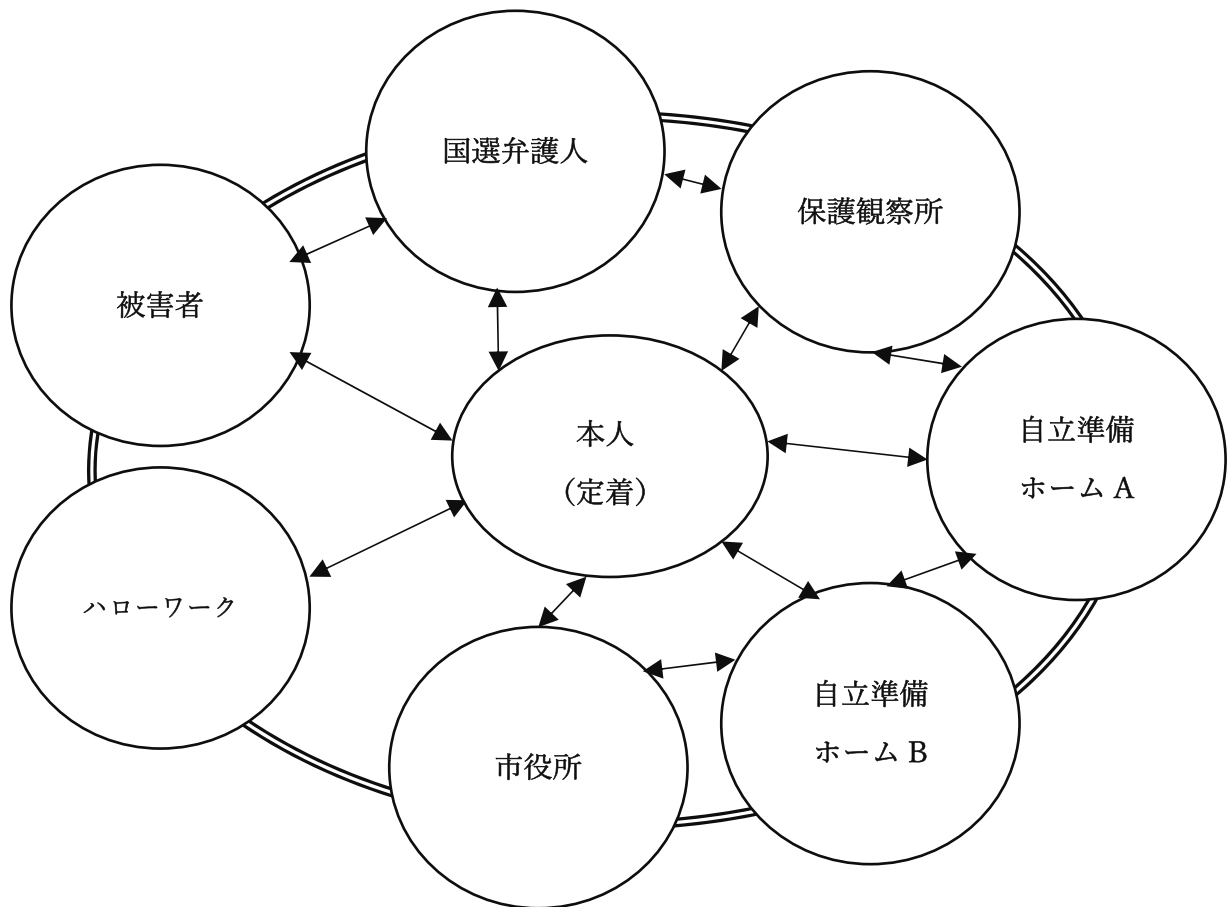 国選弁護人
保護観察所
被害者
本人
（定着）
自立準備
ホーム A
ハローワーク
自立準備
ホーム B
市役所